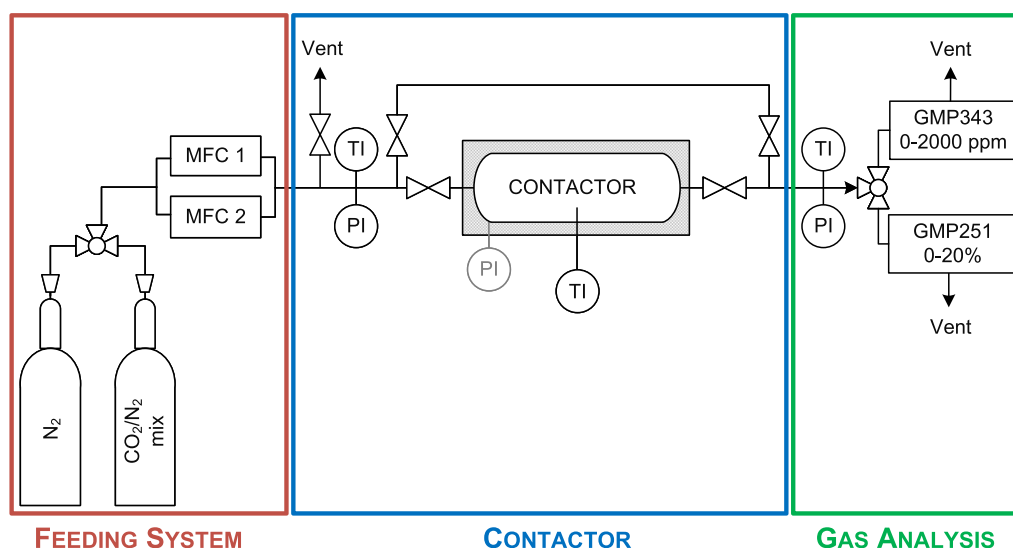 MFC 1
MFC 2
N₂
CO₂/N₂
mix
FEEDING SYSTEM
Vent
TI
PI
CONTACTOR
PI
TI
CONTACTOR
Vent
GMP343
0-2000 ppm
TI
PI
GMP251
0-20%
Vent
GAS ANALYSIS